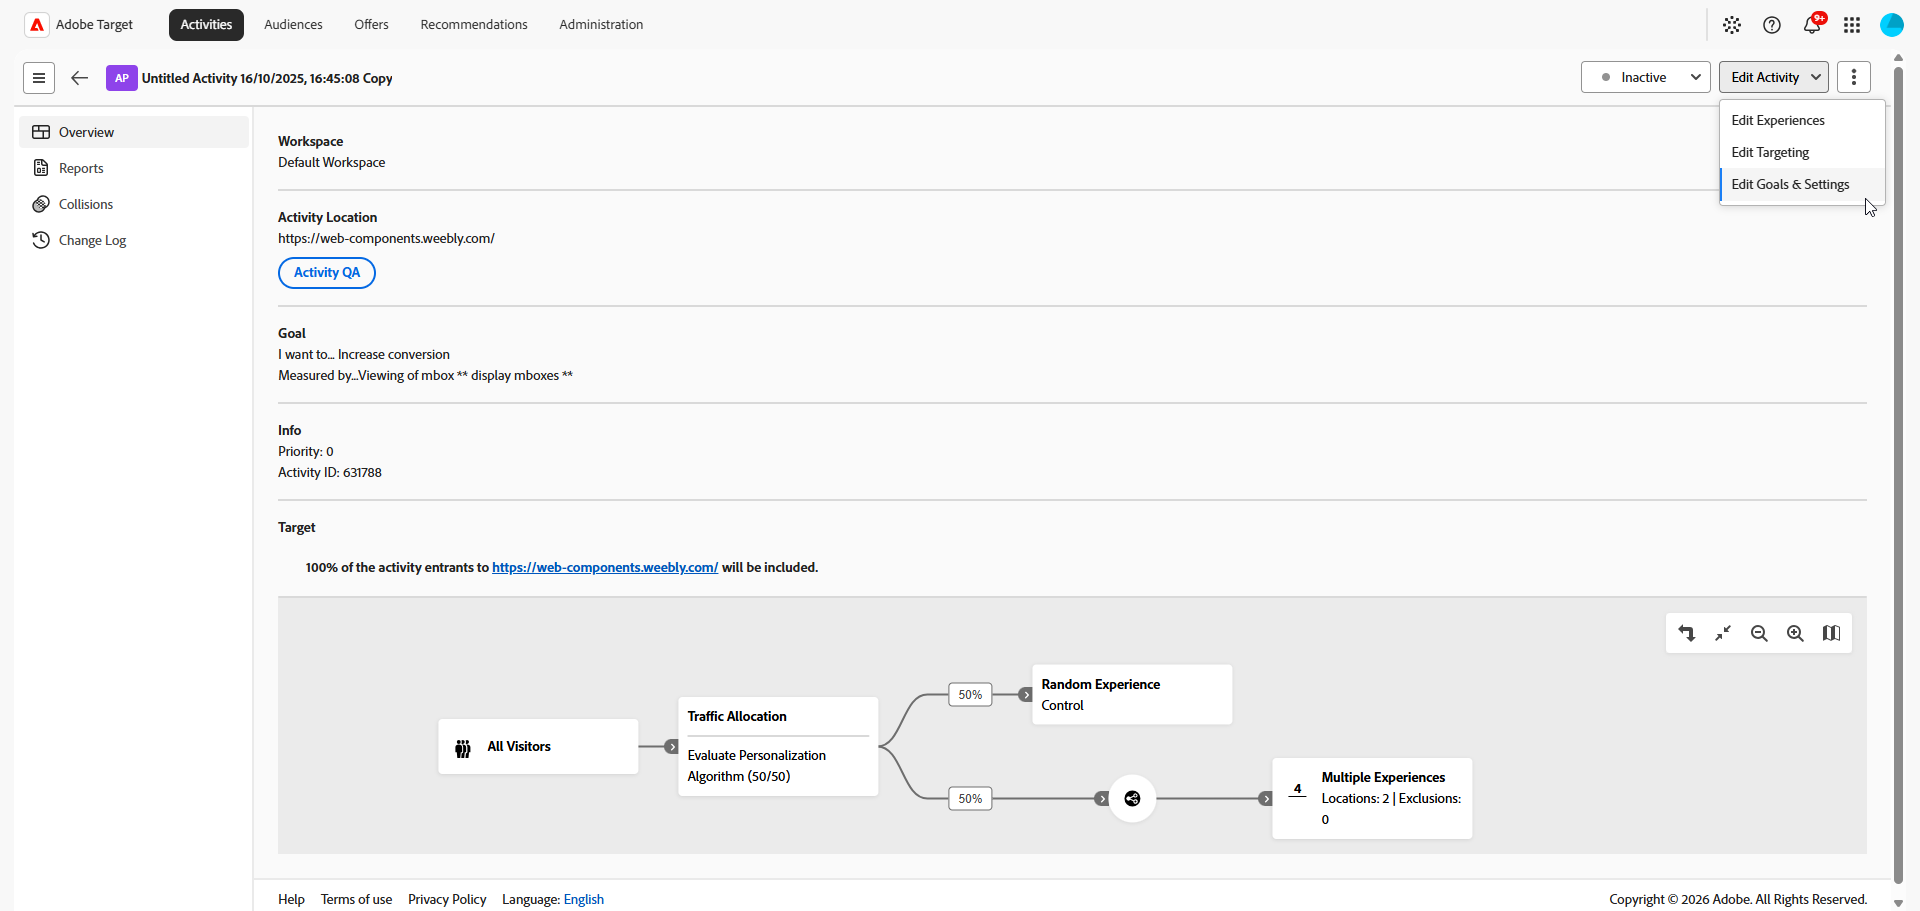 Adobe Target
Activities
Audiences
Offers
Recommendations
Administration
9+
AP
Untitled Activity 16/10/2025, 16:45:08 Copy
Inactive
Edit Activity
Edit Experiences
Edit Targeting
Edit Goals & Settings
Overview
Reports
Collisions
Change Log
Workspace
Default Workspace
Activity Location
https://web-components.weebly.com/
Activity QA
Goal
I want to... Increase conversion
Measured by...Viewing of mbox ** display mboxes **
Info
Priority: 0
Activity ID: 631788
Target
100% of the activity entrants to https://web-components.weebly.com/ will be included.
All Visitors
Traffic Allocation
Evaluate Personalization
Algorithm (50/50)
50%
Random Experience
Control
50%
4
Multiple Experiences
Locations: 2 | Exclusions:
0
Help
Terms of use
Privacy Policy
Language: English
Copyright © 2026 Adobe. All Rights Reserved.